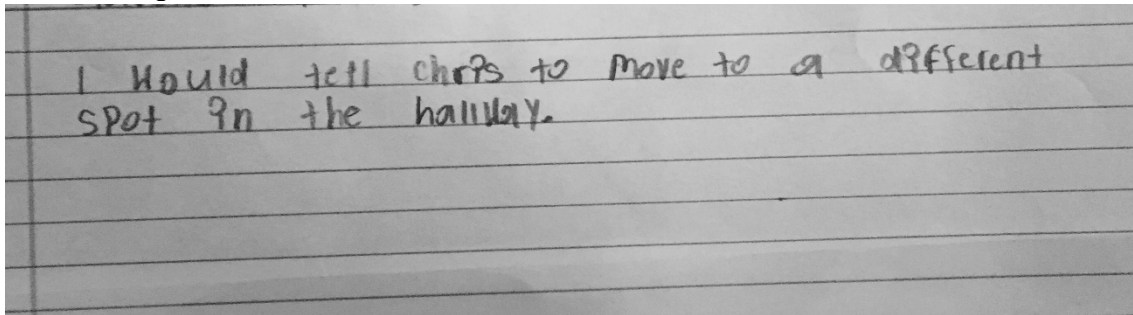 I would tell chris to move to a different
spot in the hallway.